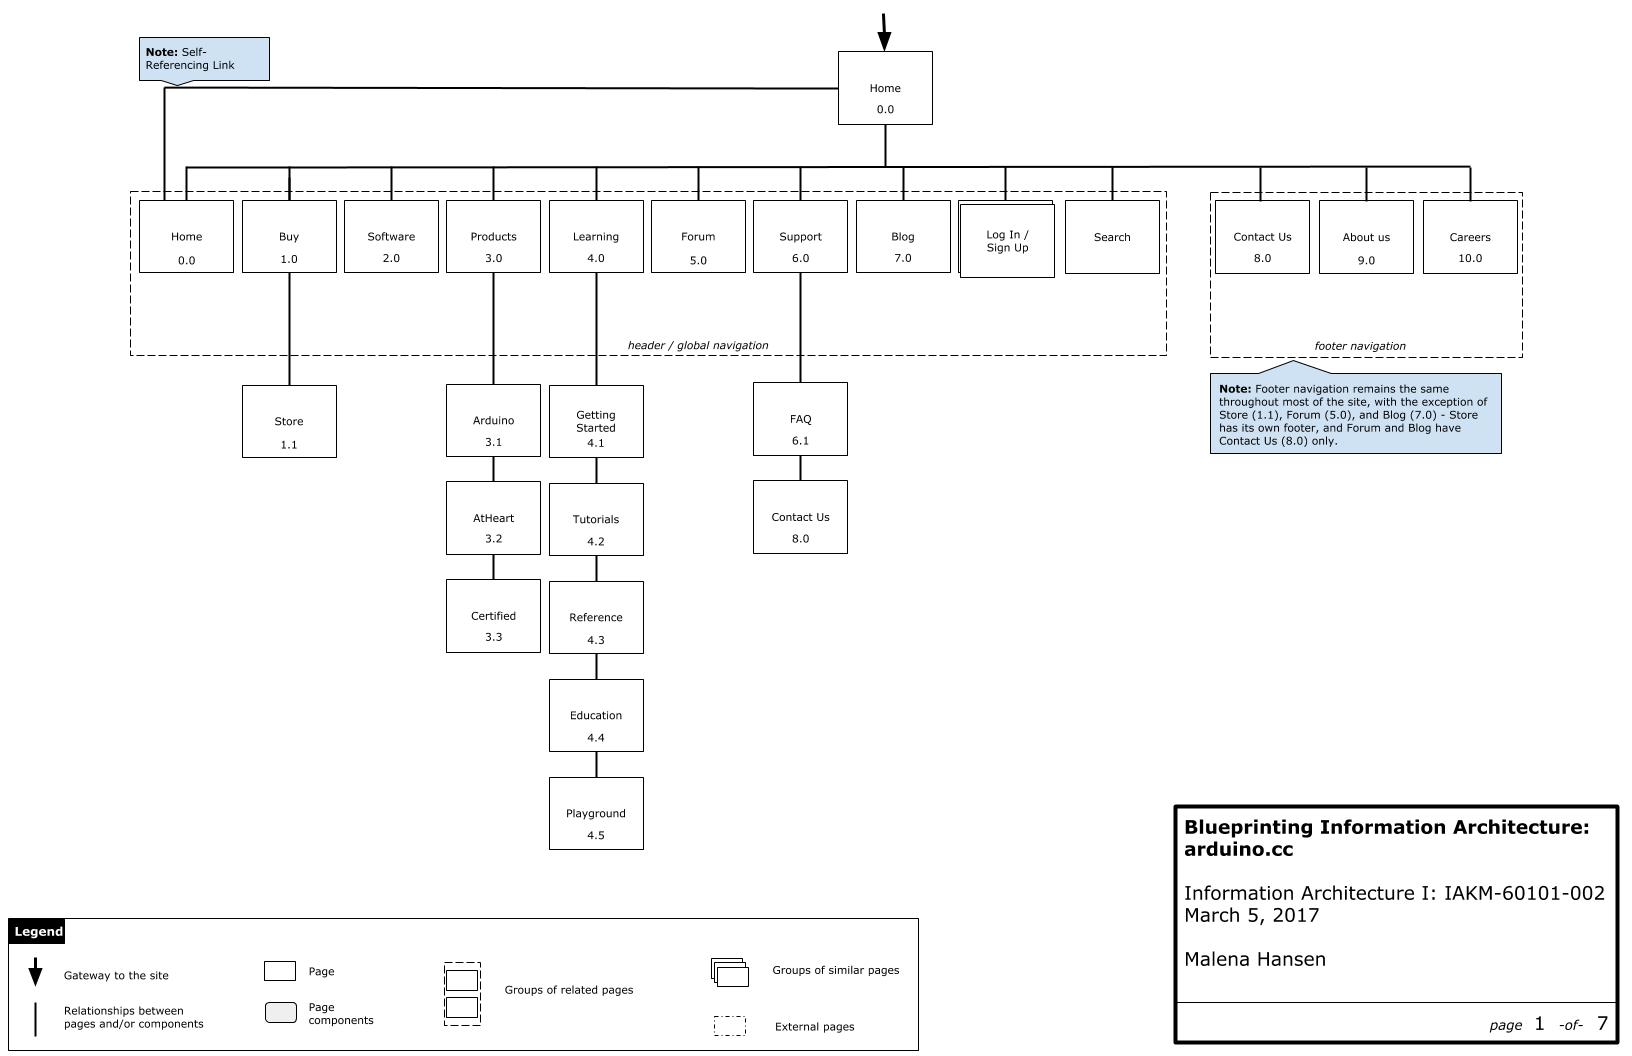 Note: Self-
Referencing Link
Home
0.0
Home
0.0
Buy
1.0
Software
2.0
Products
3.0
Learning
4.0
Forum
5.0
Support
6.0
Blog
7.0
Log In /
Sign Up
Search
Contact Us
8.0
About us
9.0
Careers
10.0
header / global navigation
footer navigation
Note: Footer navigation remains the same
throughout most of the site, with the exception of
Store (1.1), Forum (5.0), and Blog (7.0) - Store
has its own footer, and Forum and Blog have
Contact Us (8.0) only.
Store
1.1
Arduino
3.1
AtHeart
3.2
Certified
3.3
Getting
Started
4.1
Tutorials
4.2
Reference
4.3
Education
4.4
Playground
4.5
FAQ
6.1
Contact Us
8.0
Legend
Gateway to the site
Relationships between
pages and/or components
Page
Page
components
Groups of related pages
Groups of similar pages
External pages
Blueprinting Information Architecture:
arduino.cc
Information Architecture I: IAKM-60101-002
March 5, 2017
Malena Hansen
page 1 -of- 7